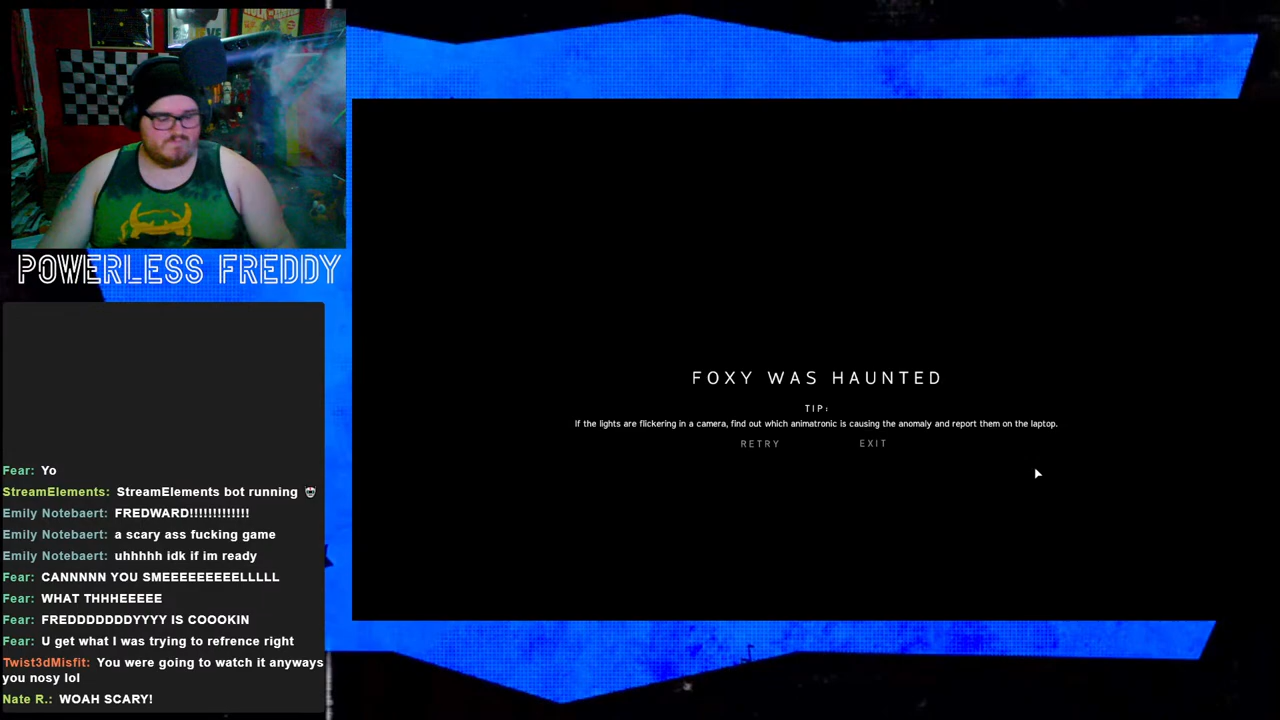 POWERLESS FREDDY
Fear: Yo
StreamElements: StreamElements bot running
Emily Notebaert: FREDWARD!!!!!!!!!!!!!
Emily Notebaert: a scary ass fucking game
Emily Notebaert: uhhhhh idk if im ready
Fear: CANNNNN YOU SMEEEEEEEEELLLLL
Fear: WHAT THHHEEEEE
Fear: FREDDDDDDDYYYY IS COOOKIN
Fear: U get what I was trying to refrence right
Twist3dMisfit: You were going to watch it anyways
you nosy lol
Nate R.: WOAH SCARY!
FOXY WAS HAUNTED
TIP:
If the lights are flickering in a camera, find out which animatronic is causing the anomaly and report them on the laptop.
RETRY EXIT